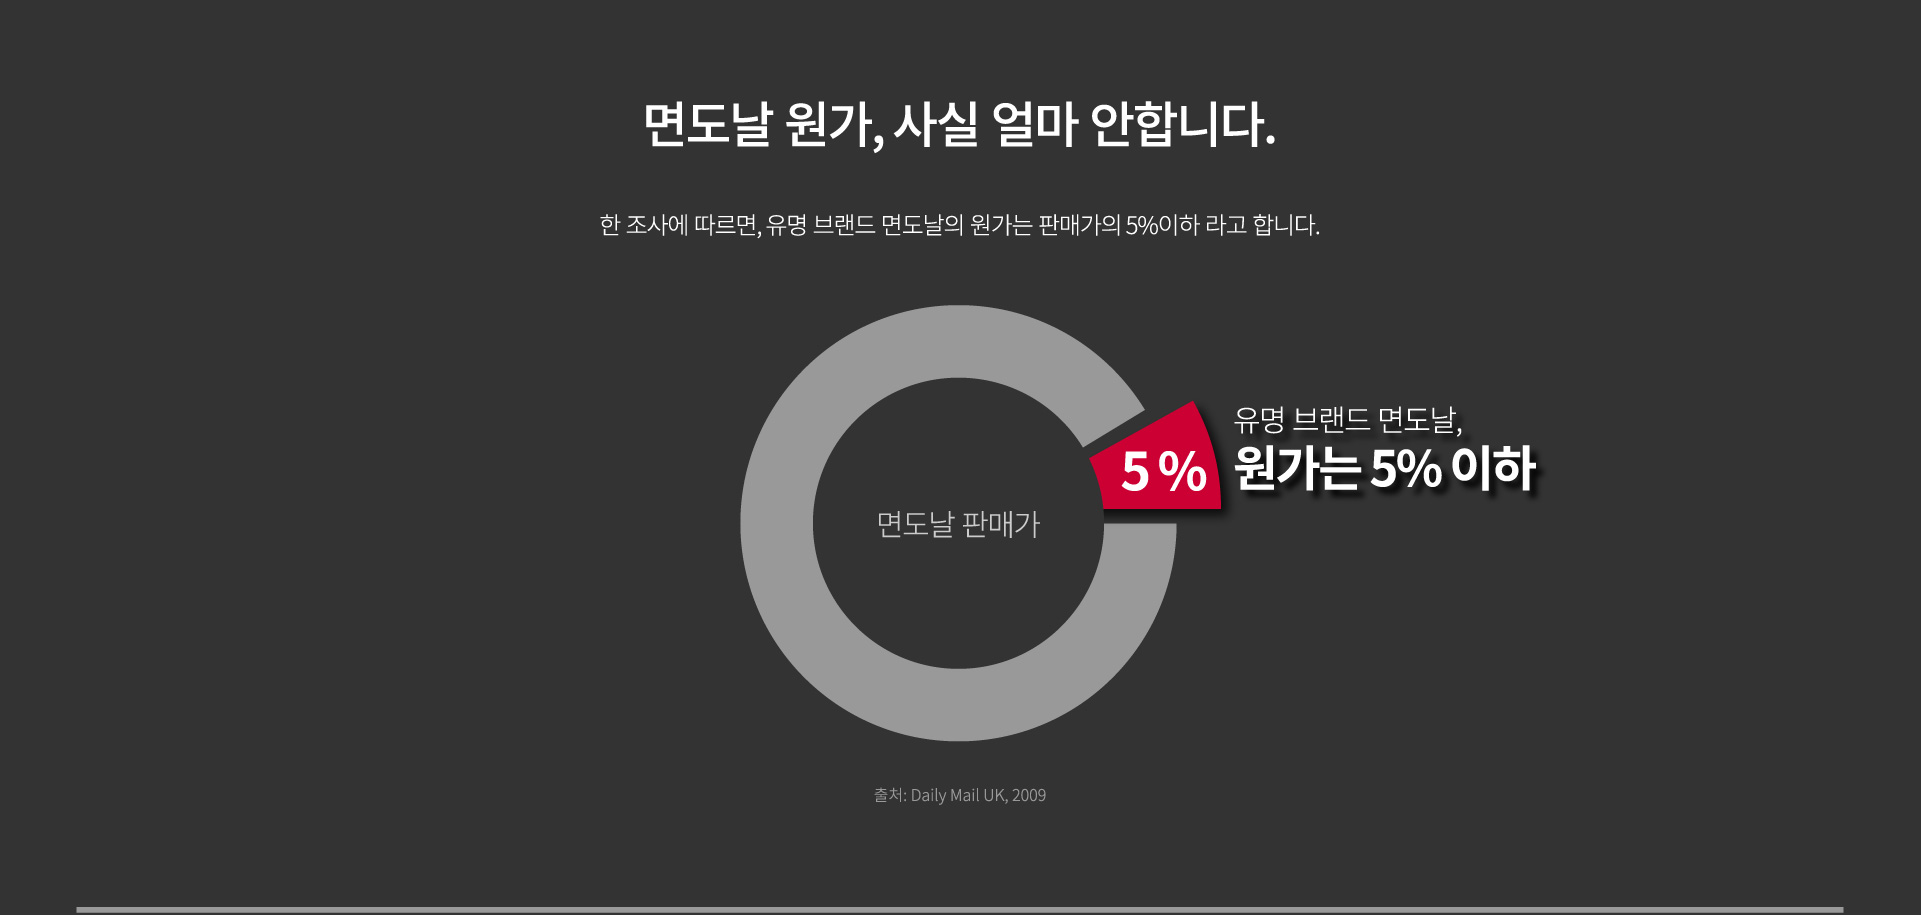 면도날 원가, 사실 얼마 안합니다.
한 조사에 따르면, 유명 브랜드 면도날의 원가는 판매가의 5%이하 라고 합니다.
유명 브랜드 면도날,
원가는 5% 이하
5 %
면도날 판매가
출처: Daily Mail UK, 2009